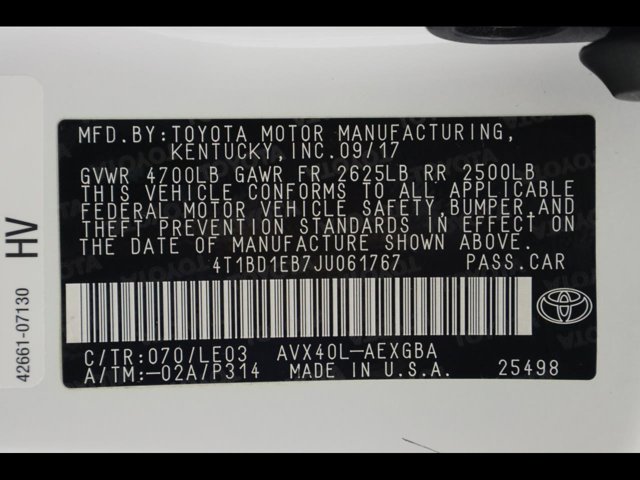 MFD.BY:TOYOTA MOTOR MANUFACTURING,
KENTUCKY,INC.09/17
GVWR 4700LB GAWR FR 2625LB RR 2500LB
THIS VEHICLE CONFORMS TO ALL APPLICABLE
FEDERAL MOTOR VEHICLE SAFETY,BUMPER,AND
THEFT PREVENTION STANDARDS IN EFFECT ON
THE DATE OF MANUFACTURE SHOWN ABOVE.
4T1BD1EB7JU061767 PASS.CAR
C/TR:070/LE03 AVX40L-AEXGBA
A/TM:-02A/P314 MADE IN U.S.A. 25498
HV
42661-07130